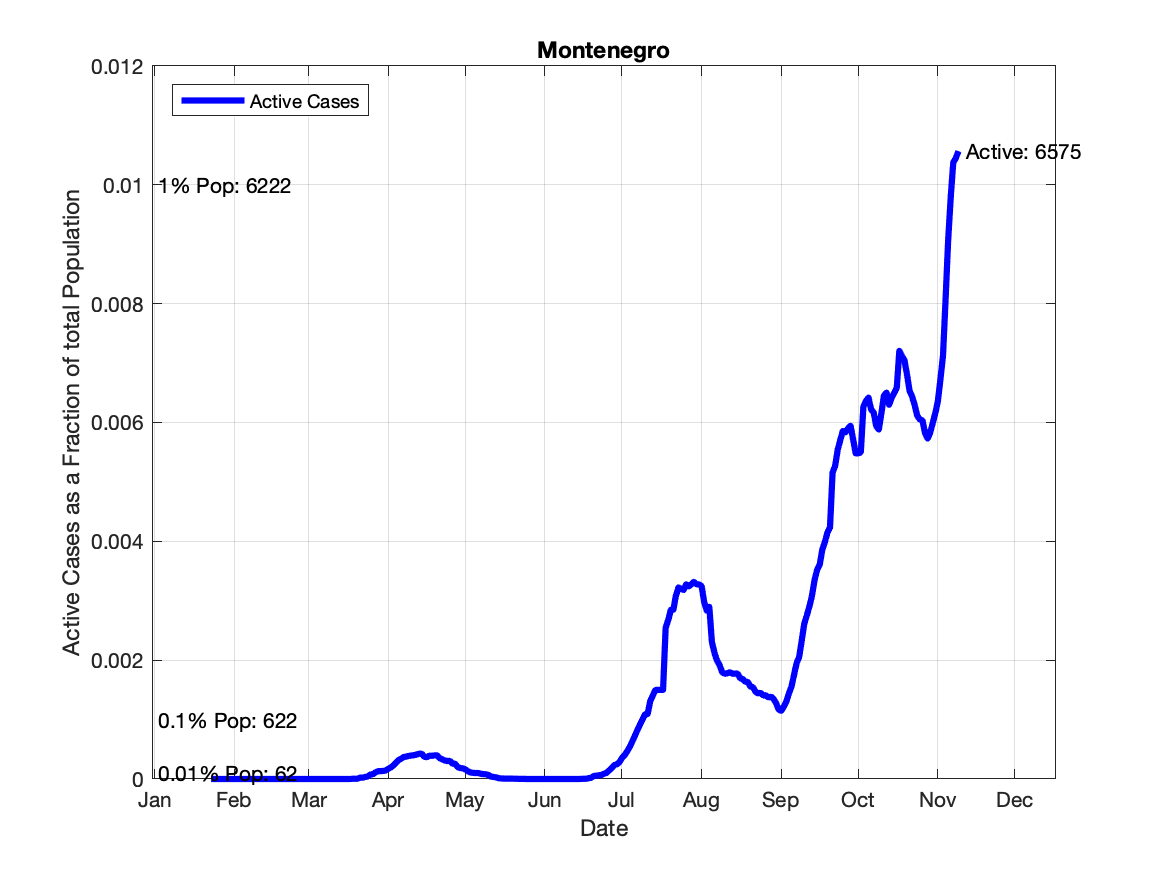 Montenegro
0.012
Active Cases
Active: 6575
0.01
1% Pop: 6222
0.008
0.006
0.004
0.002
0.1% Pop: 622
0
0.01% Pop: 62
Active Cases as a Fraction of total Population
Jan Feb Mar Apr May Jun Jul Aug Sep Oct Nov Dec
Date